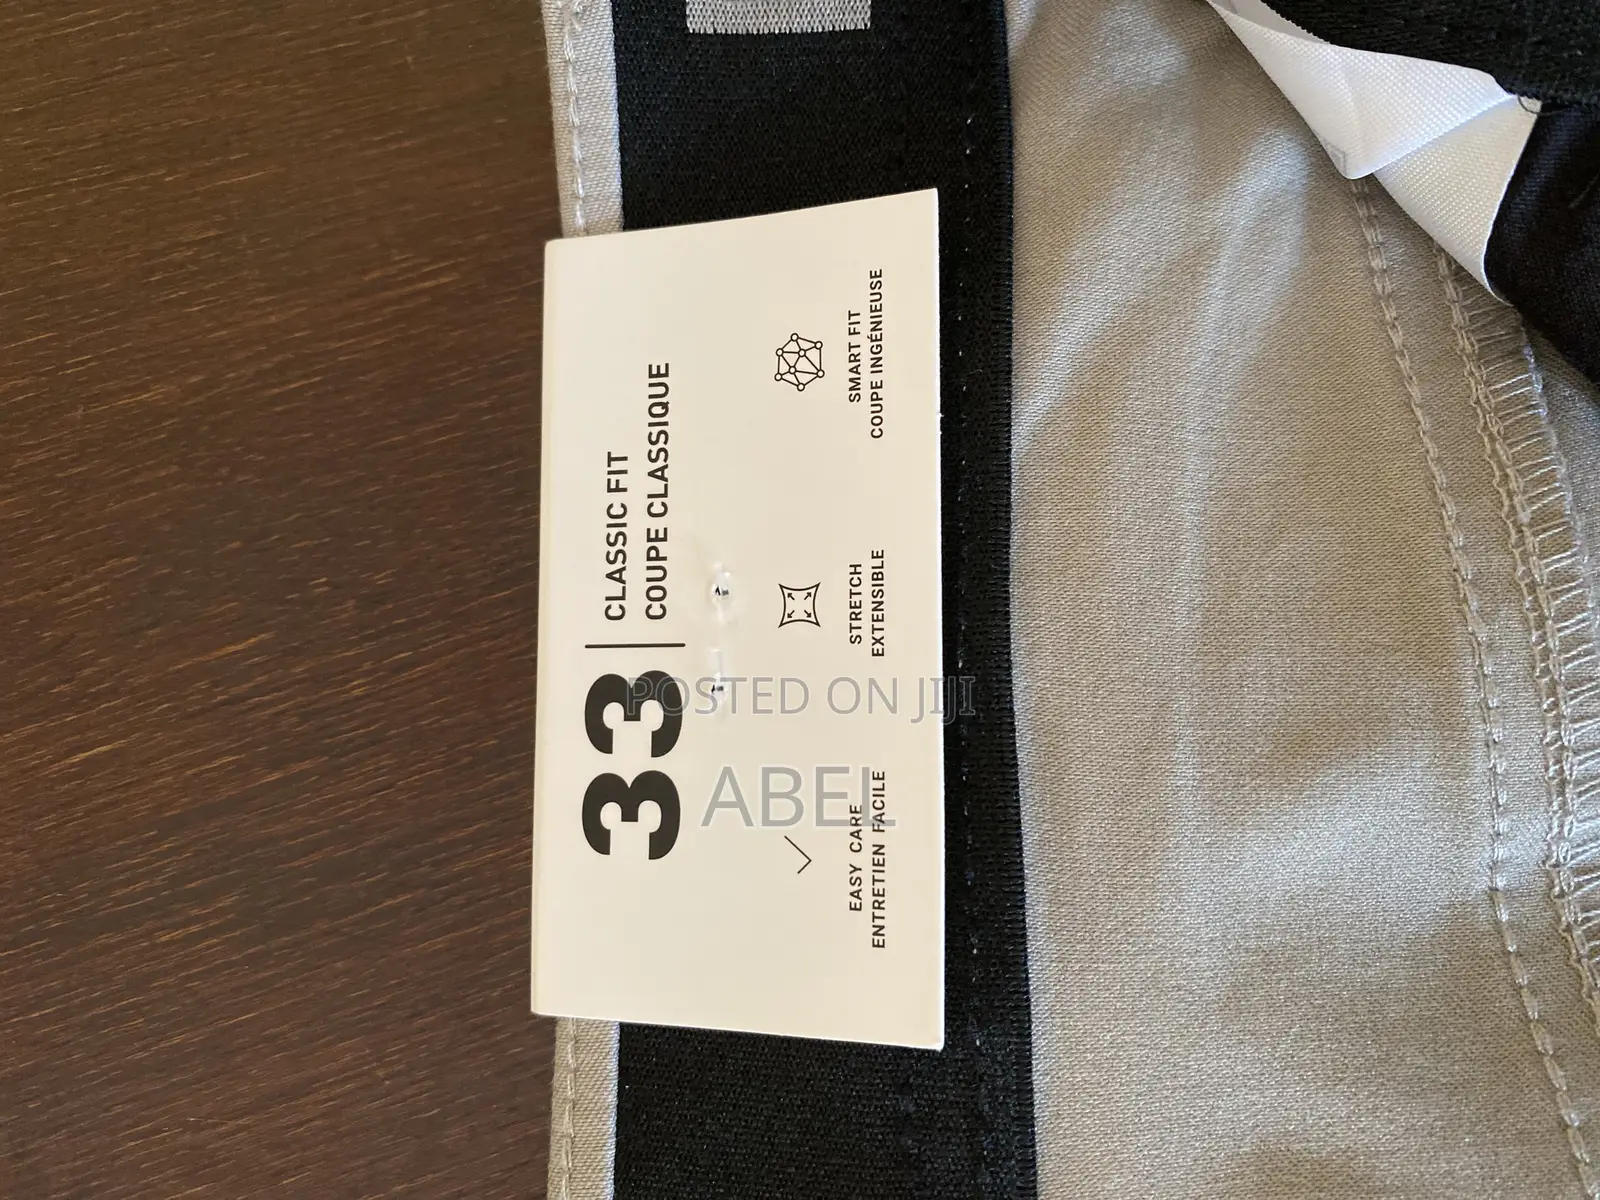 33
CLASSIC FIT
COUPE CLASSIQUE
EASY CARE
ENTRETIEN FACILE
STRETCH
EXTENSIBLE
SMART FIT
COUPE INGÉNIEUSE
POSTED ON JIJI
ABEL